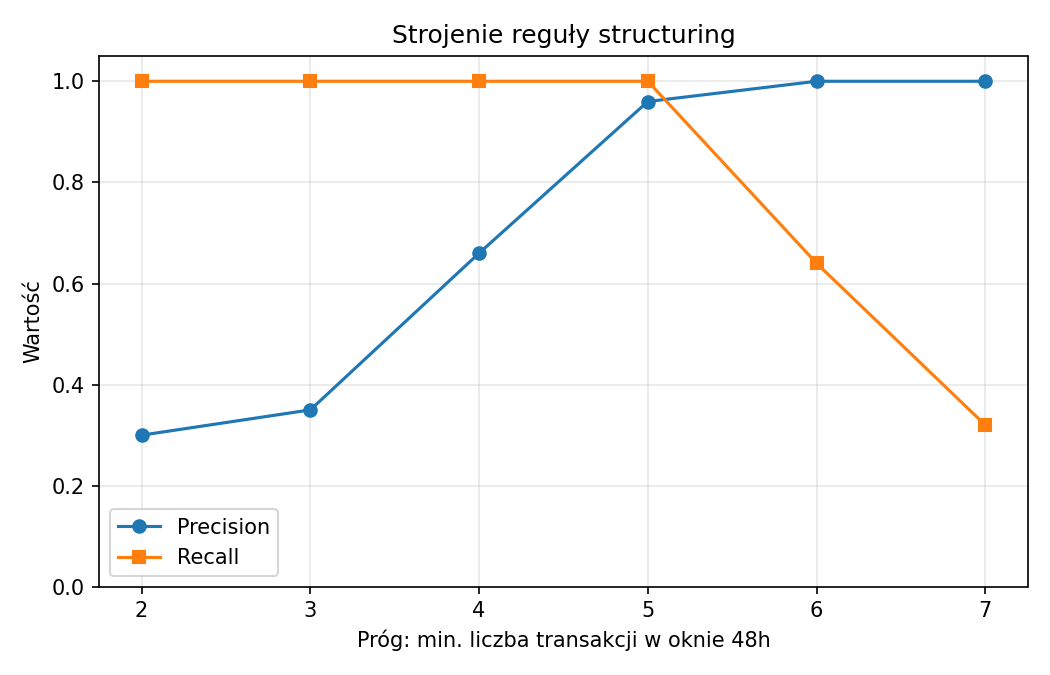 Strojenie reguły structuring
Wartość
1.0
0.8
0.6
0.4
0.2
0.0
Precision
Recall
2 3 4 5 6 7
Próg: min. liczba transakcji w oknie 48h